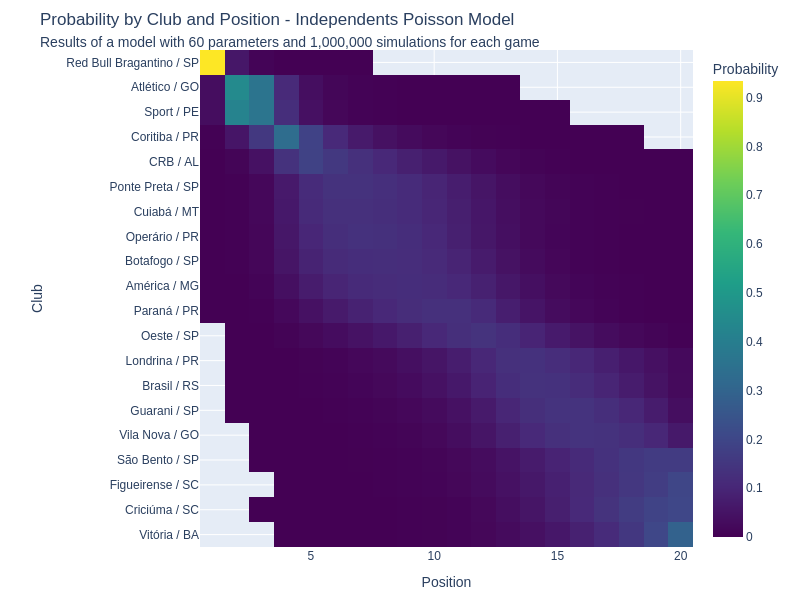 Probability by Club and Position - Independents Poisson Model
Results of a model with 60 parameters and 1,000,000 simulations for each game
Probability
Red Bull Bragantino / SP
Atlético / GO
Sport / PE
Coritiba / PR
CRB / AL
Ponte Preta / SP
Cuiabá / MT
Operário / PR
Botafogo / SP
América / MG
Paraná / PR
Oeste / SP
Londrina / PR
Brasil / RS
Guarani / SP
Vila Nova / GO
São Bento / SP
Figueirense / SC
Criciúma / SC
Vitória / BA
Club
5
10
15
20
Position
0.9
0.8
0.7
0.6
0.5
0.4
0.3
0.2
0.1
0